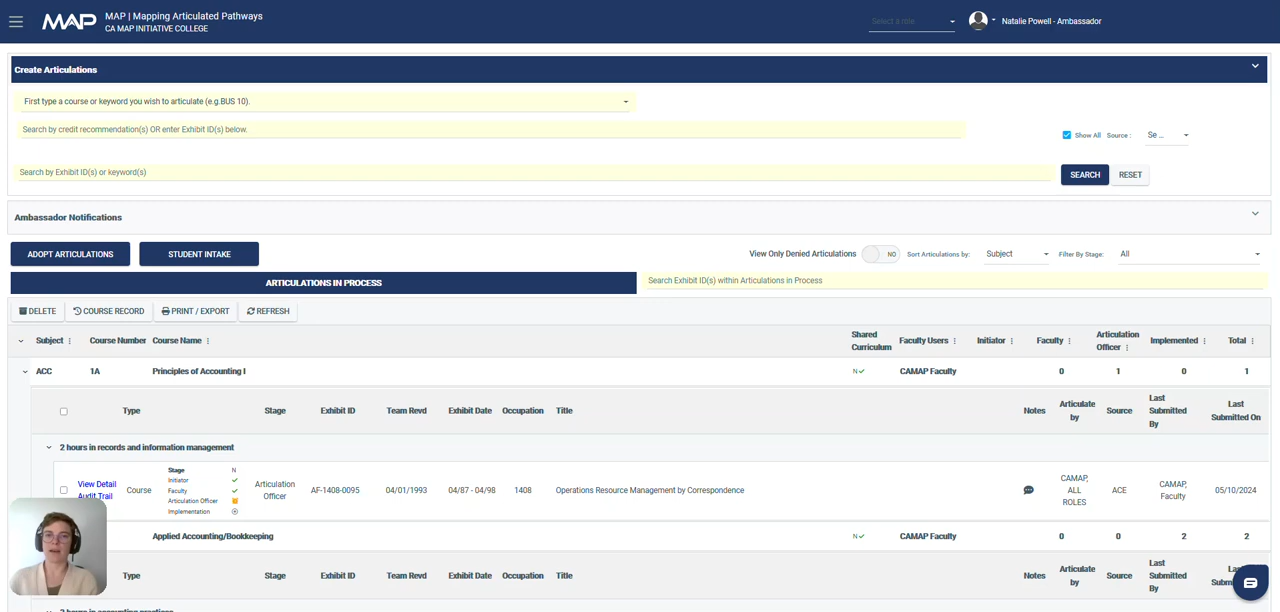 MAP
MAP | Mapping Articulated Pathways
CA MAP INITIATIVE COLLEGE
Select a role
Natalie Powell - Ambassador
Create Articulations
First type a course or keyword you wish to articulate (e.g.BUS 10).
Search by credit recommendation(s) OR enter Exhibit ID(s) below.
Show All Source : Se ...
Search by Exhibit ID(s) or keyword(s)
SEARCH RESET
Ambassador Notifications
ADOPT ARTICULATIONS STUDENT INTAKE
View Only Denied Articulations NO Sort Articulations by: Subject Filter By Stage: All
ARTICULATIONS IN PROCESS
Search Exhibit ID(s) within Articulations in Process
DELETE COURSE RECORD PRINT / EXPORT REFRESH
Subject Course Number Course Name Shared Curriculum Faculty Users Initiator Faculty Articulation Officer Implemented Total
ACC 1A Principles of Accounting I N CAMAP Faculty 0 1 0 1
Type Stage Exhibit ID Team Revd Exhibit Date Occupation Title Notes Articulate by Source Last Submitted By Last Submitted On
2 hours in records and information management
View Detail
Audit Trail
Course
Stage N
Initiator
Faculty
Articulation Officer
Implementation
Articulation Officer AF-1408-0095 04/01/1993 04/87 - 04/98 1408 Operations Resource Management by Correspondence CAMAP, ALL ROLES ACE CAMAP, Faculty 05/10/2024
Applied Accounting/Bookkeeping N CAMAP Faculty 0 0 2 2
Type Stage Exhibit ID Team Revd Exhibit Date Occupation Title Notes Articulate by Source Last Submitted By
2 hours in accounting practices